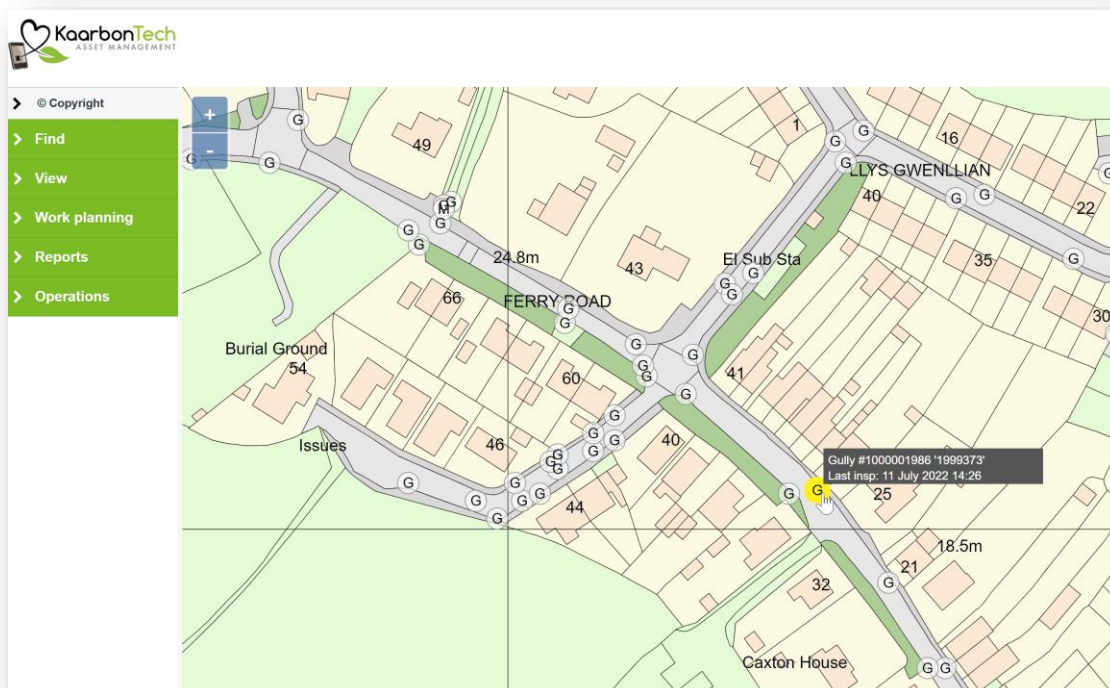 KaarbonTech
ASSET MANAGEMENT
© Copyright
Find
View
Work planning
Reports
Operations
+
-
G
G
G
49
1
G
G
G
16
LLYS GWENLLIAN
G
40
G
G
22
G
M
G
G
G
G
24.8m
43
El Sub Sta
G
35
G
30
66
FERRY ROAD
G
G
G
G
G
Burial Ground
54
G
G
G
G
60
41
G
G
Issues
46
G
G
G
40
G
G
G
Gully #1000001986 '1999373'
Last insp: 11 July 2022 14:26
G
G
G
G
G
44
G
G
G
G
25
18.5m
21
32
G
Caxton House
G
G